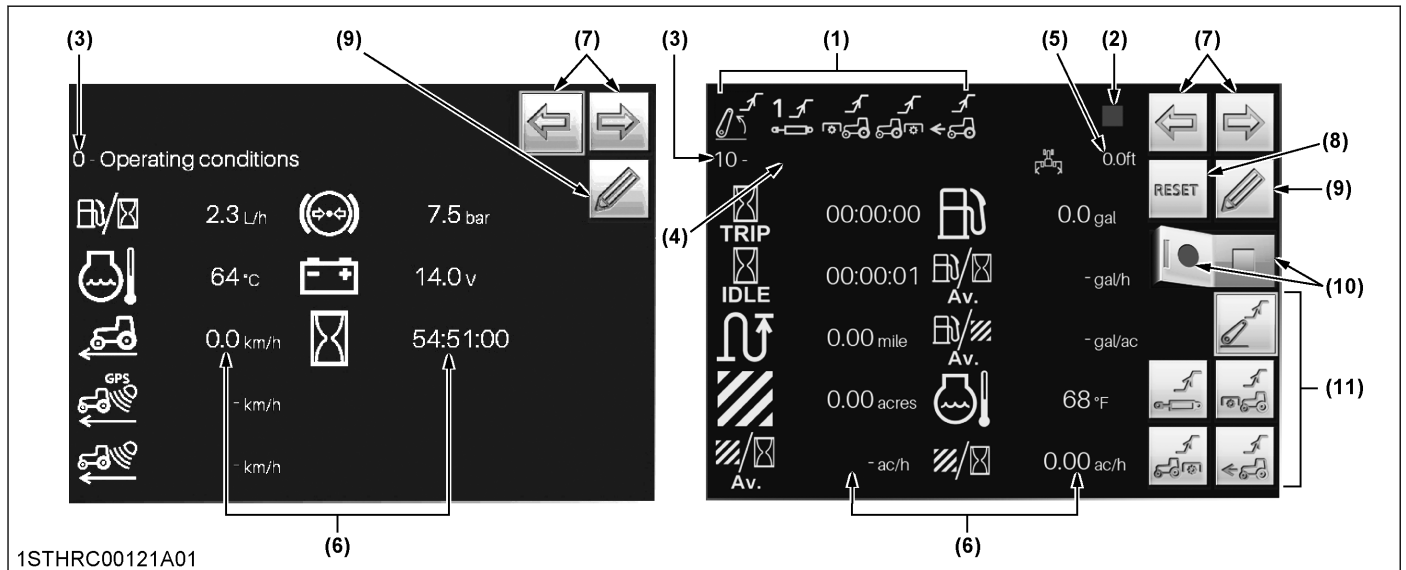 (3) (9) (7) (3) (1) (5) (2) (7)
0 - Operating conditions
2.3 L/h 7.5 bar
64 °C 14.0 V
0.0 km/h 54:51:00
GPS
- km/h
- km/h
(6)
1
10 - 0.0ft
(8)
RESET
(9)
(4)
TRIP 00:00:00 0.0 gal
(10)
IDLE 00:00:01 Av. - gal/h
0.00 mile Av. - gal/ac
(11)
0.00 acres 68 °F
Av. - ac/h 0.00 ac/h
(6)
1STHRC00121A01